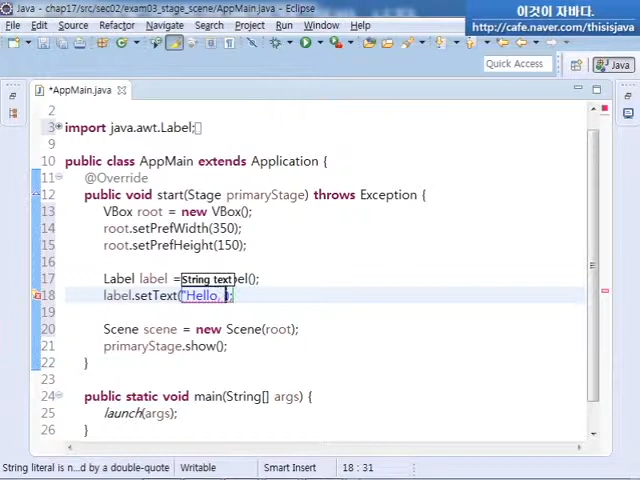 Java - chap17/src/sec02/exam03_stage_scene/AppMain.java - Eclipse
이것이 자바다.
http://cafe.naver.com/thisisjava
File Edit Source Refactor Navigate Search Project Run Window Help
Quick Access
Java
*AppMain.java
2
3 import java.awt.Label;
9
10 public class AppMain extends Application {
11 @Override
12 public void start(Stage primaryStage) throws Exception {
13 VBox root = new VBox();
14 root.setPrefWidth(350);
15 root.setPrefHeight(150);
16
17 Label label = bel();
String text
18 label.setText("Hello, );
19
20 Scene scene = new Scene(root);
21 primaryStage.show();
22 }
23
24 public static void main(String[] args) {
25 launch(args);
26 }
String literal is n...d by a double-quote Writable Smart Insert 18 : 31